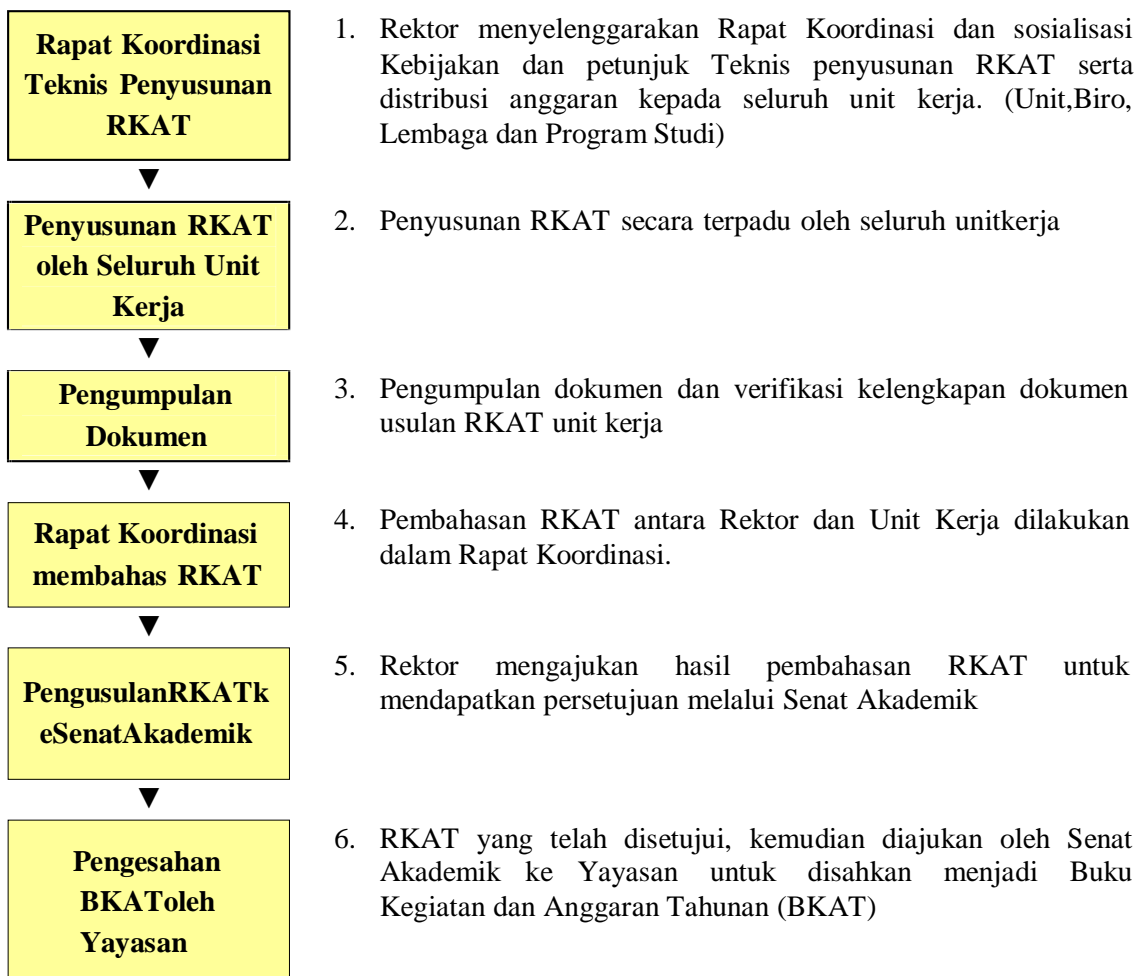 Rapat Koordinasi
Teknis Penyusunan
RKAT
1. Rektor menyelenggarakan Rapat Koordinasi dan sosialisasi
Kebijakan dan petunjuk Teknis penyusunan RKAT serta
distribusi anggaran kepada seluruh unit kerja. (Unit,Biro,
Lembaga dan Program Studi)
▼
Penyusunan RKAT
oleh Seluruh Unit
Kerja
2. Penyusunan RKAT secara terpadu oleh seluruh unitkerja
▼
Pengumpulan
Dokumen
3. Pengumpulan dokumen dan verifikasi kelengkapan dokumen
usulan RKAT unit kerja
▼
Rapat Koordinasi
membahas RKAT
4. Pembahasan RKAT antara Rektor dan Unit Kerja dilakukan
dalam Rapat Koordinasi.
▼
PengusulanRKATk
eSenatAkademik
5. Rektor mengajukan hasil pembahasan RKAT untuk
mendapatkan persetujuan melalui Senat Akademik
▼
Pengesahan
BKAToleh
Yayasan
6. RKAT yang telah disetujui, kemudian diajukan oleh Senat
Akademik ke Yayasan untuk disahkan menjadi Buku
Kegiatan dan Anggaran Tahunan (BKAT)